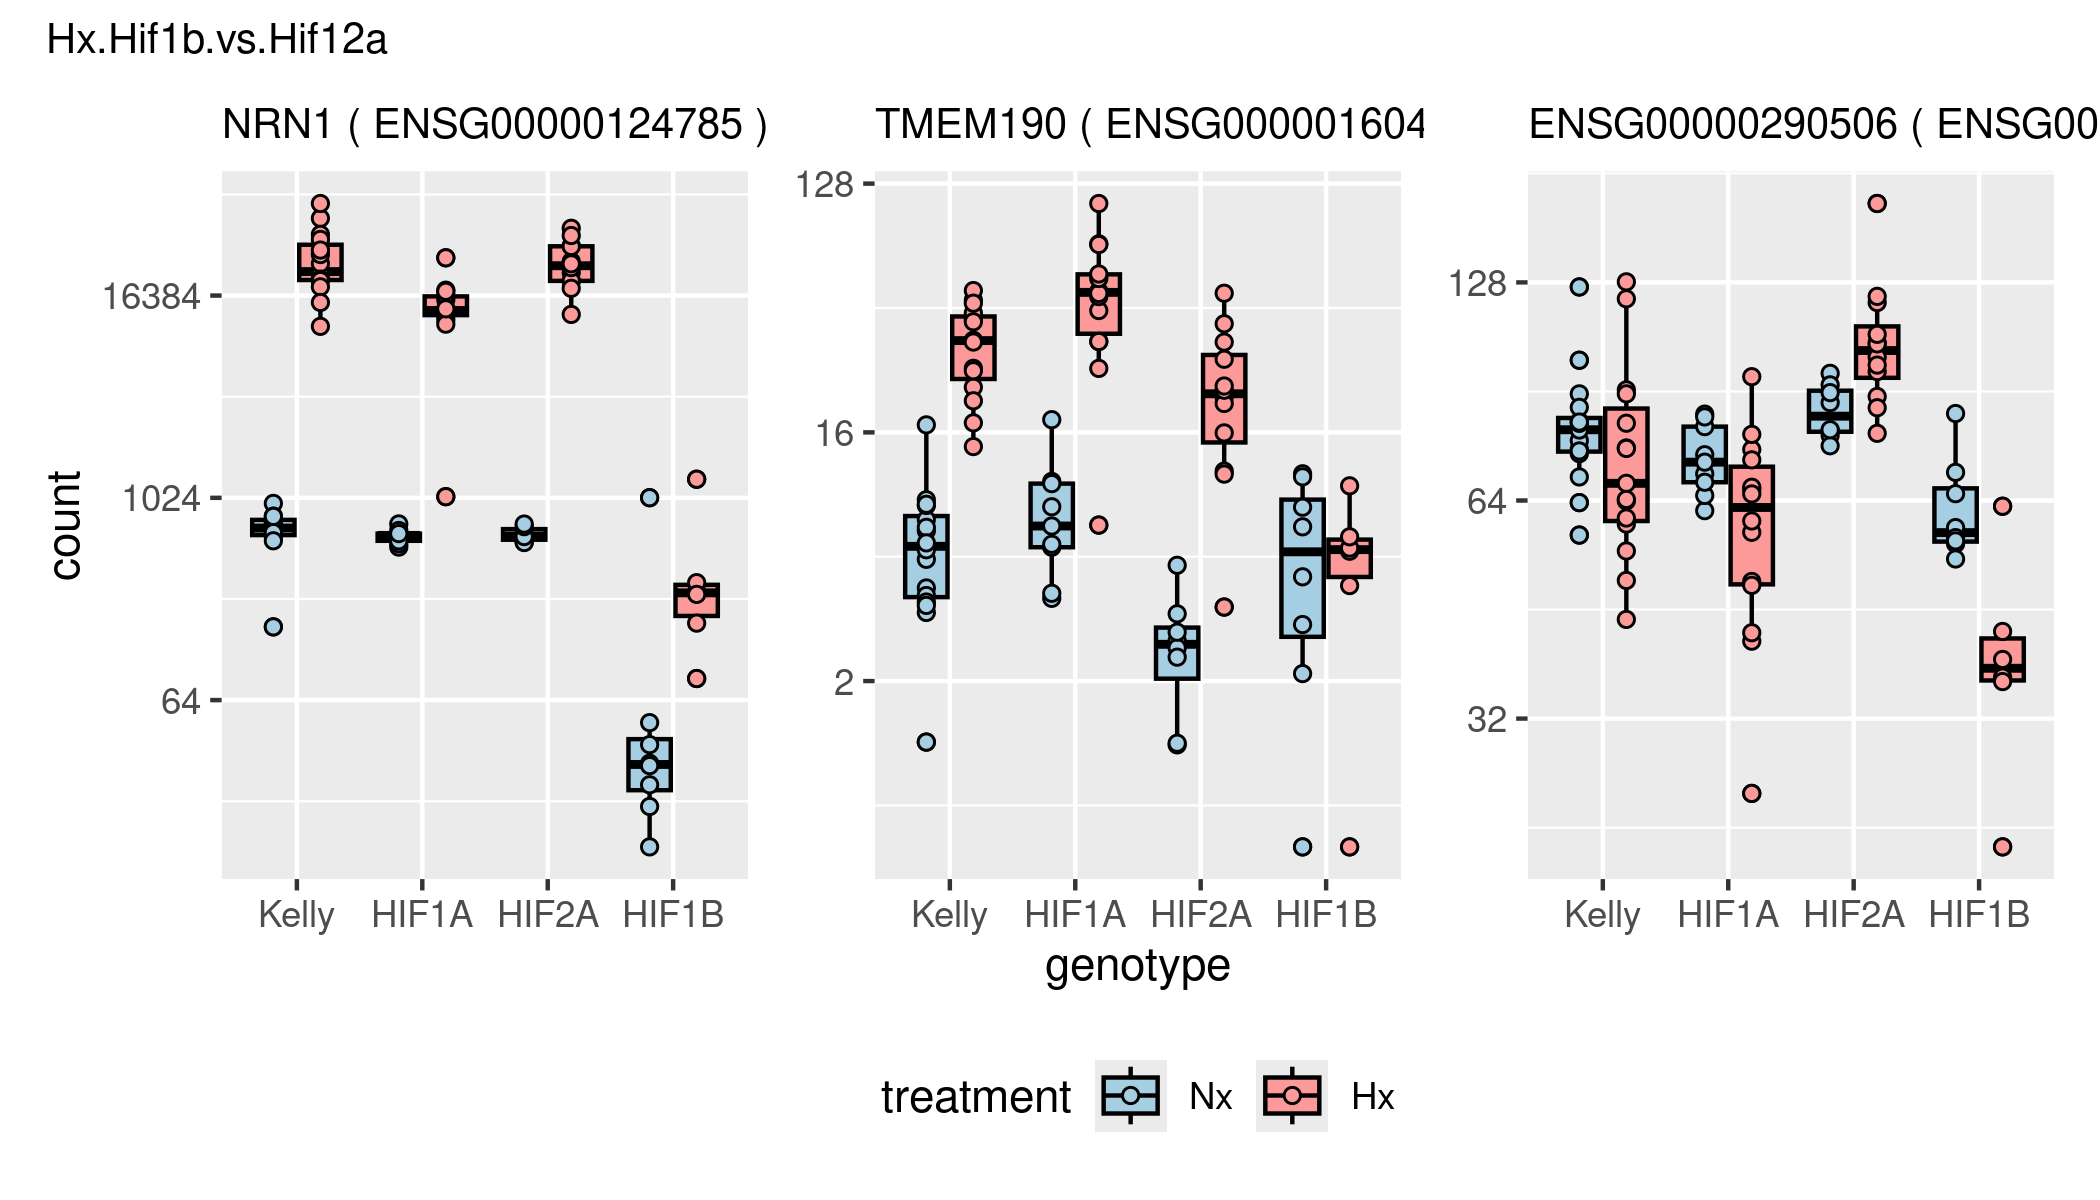 Hx.Hif1b.vs.Hif12a
NRN1 ( ENSG00000124785 )
TMEM190 ( ENSG000001604
ENSG00000290506 ( ENSG00
count
16384
1024
64
Kelly HIF1A HIF2A HIF1B
128
16
2
Kelly HIF1A HIF2A HIF1B
128
64
32
Kelly HIF1A HIF2A HIF1B
genotype
treatment Nx Hx